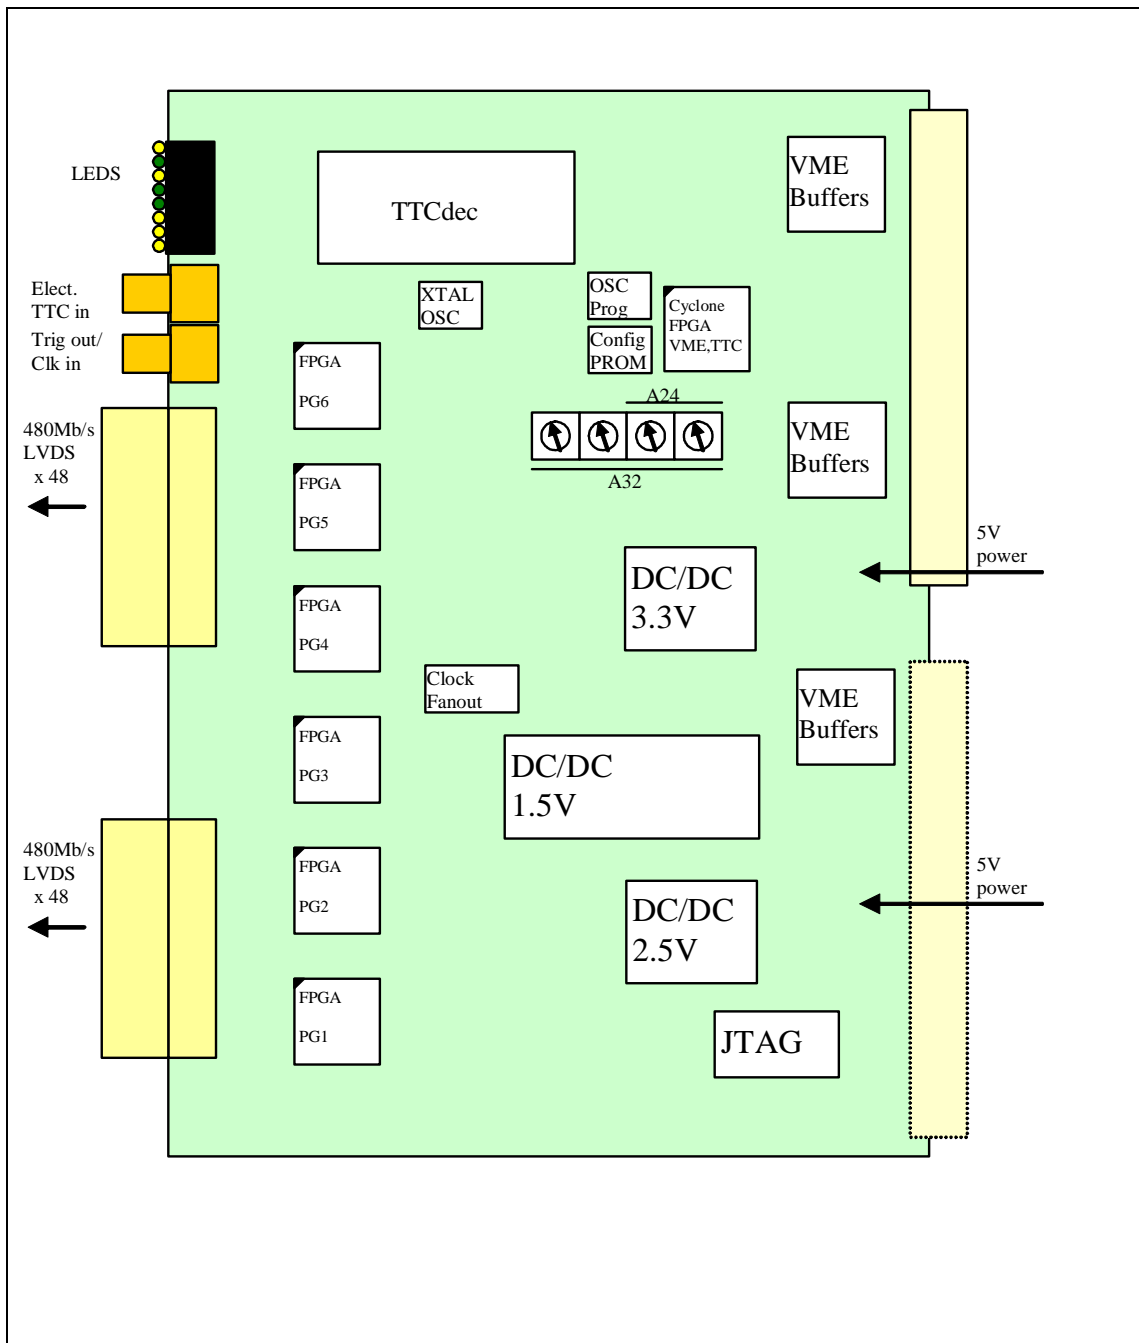 LEDS
TTCdec
VME
Buffers
Elect.
TTC in
XTAL
OSC
OSC
Prog
Cyclone
FPGA
VME,TTC
Trig out/
Clk in
Config
PROM
FPGA
PG6
A24
480Mb/s
LVDS
x 48
VME
Buffers
A32
FPGA
PG5
5V
power
DC/DC
3.3V
FPGA
PG4
Clock
Fanout
VME
Buffers
FPGA
PG3
DC/DC
1.5V
480Mb/s
LVDS
x 48
FPGA
PG2
5V
power
DC/DC
2.5V
FPGA
PG1
JTAG